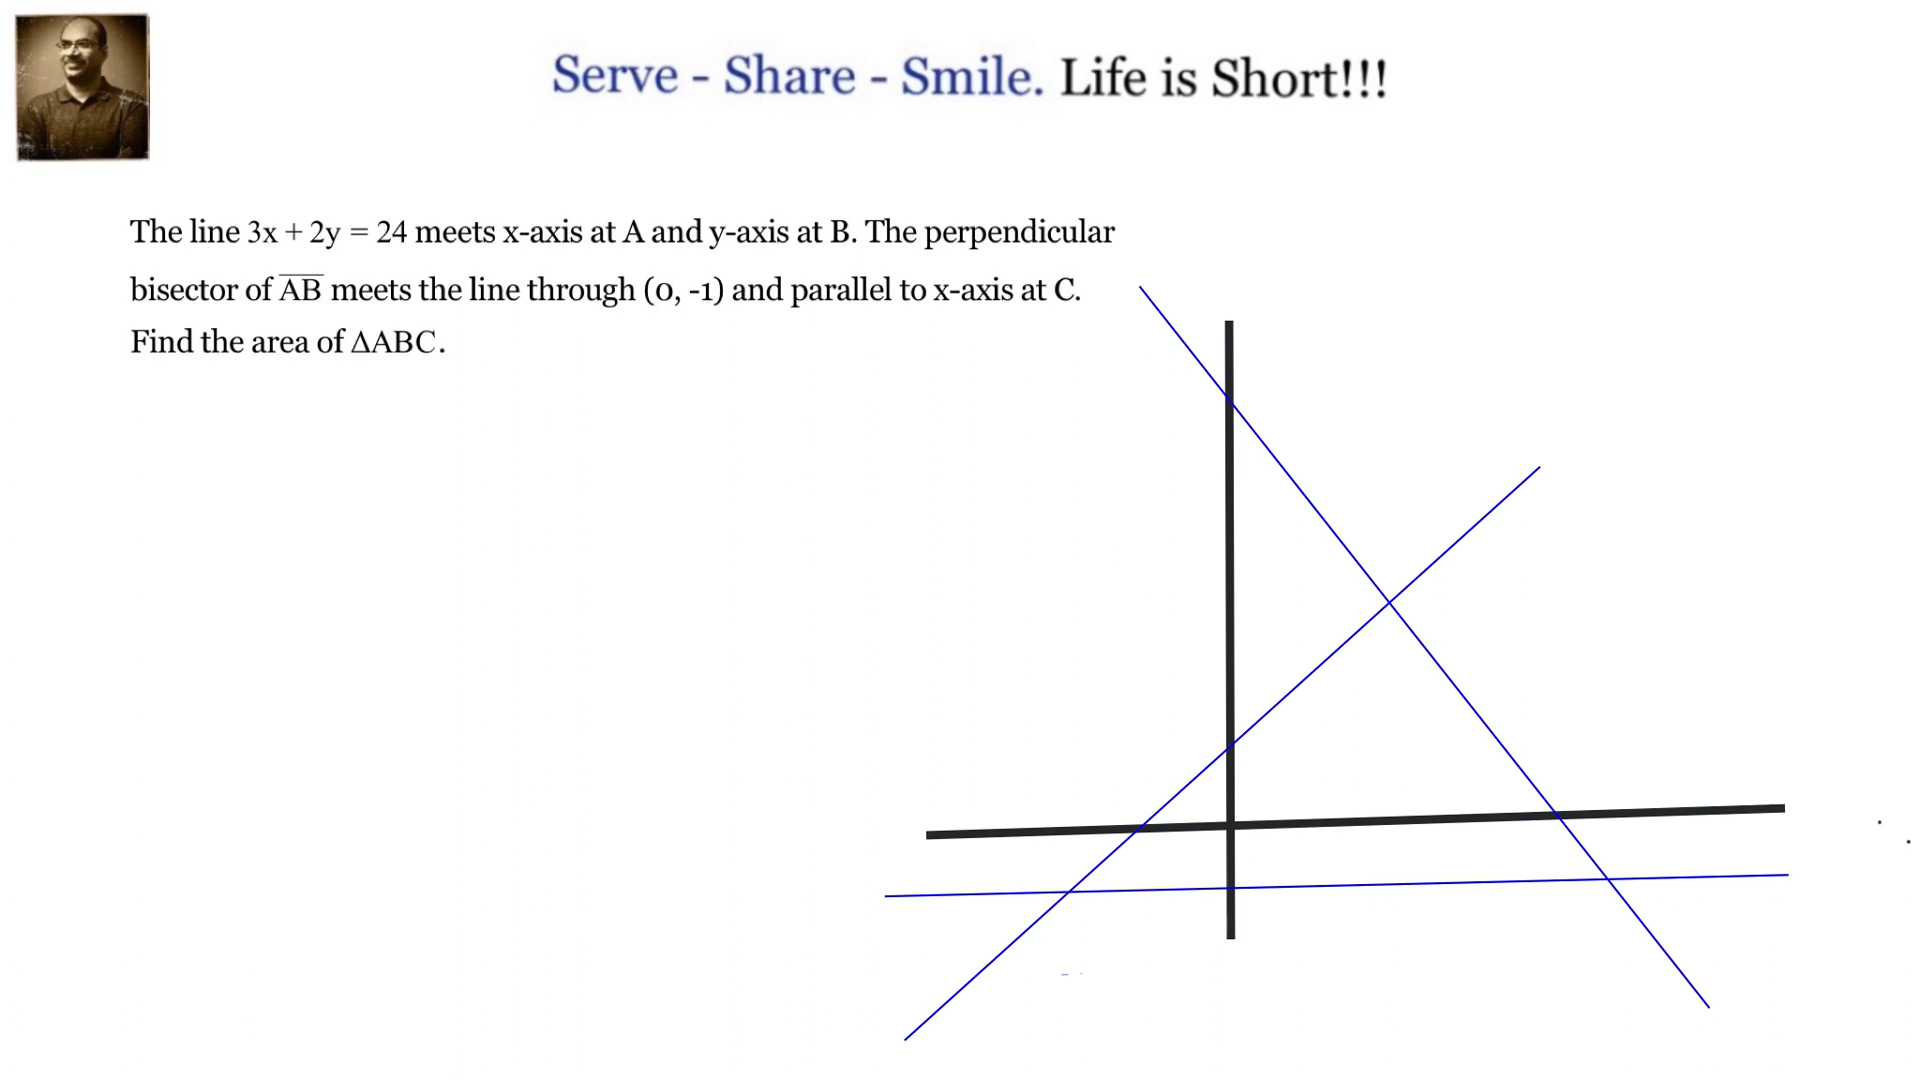 Serve - Share - Smile. Life is Short!!!
The line 3x + 2y = 24 meets x-axis at A and y-axis at B. The perpendicular
bisector of A̅B̅ meets the line through (0, -1) and parallel to x-axis at C.
Find the area of ΔABC.